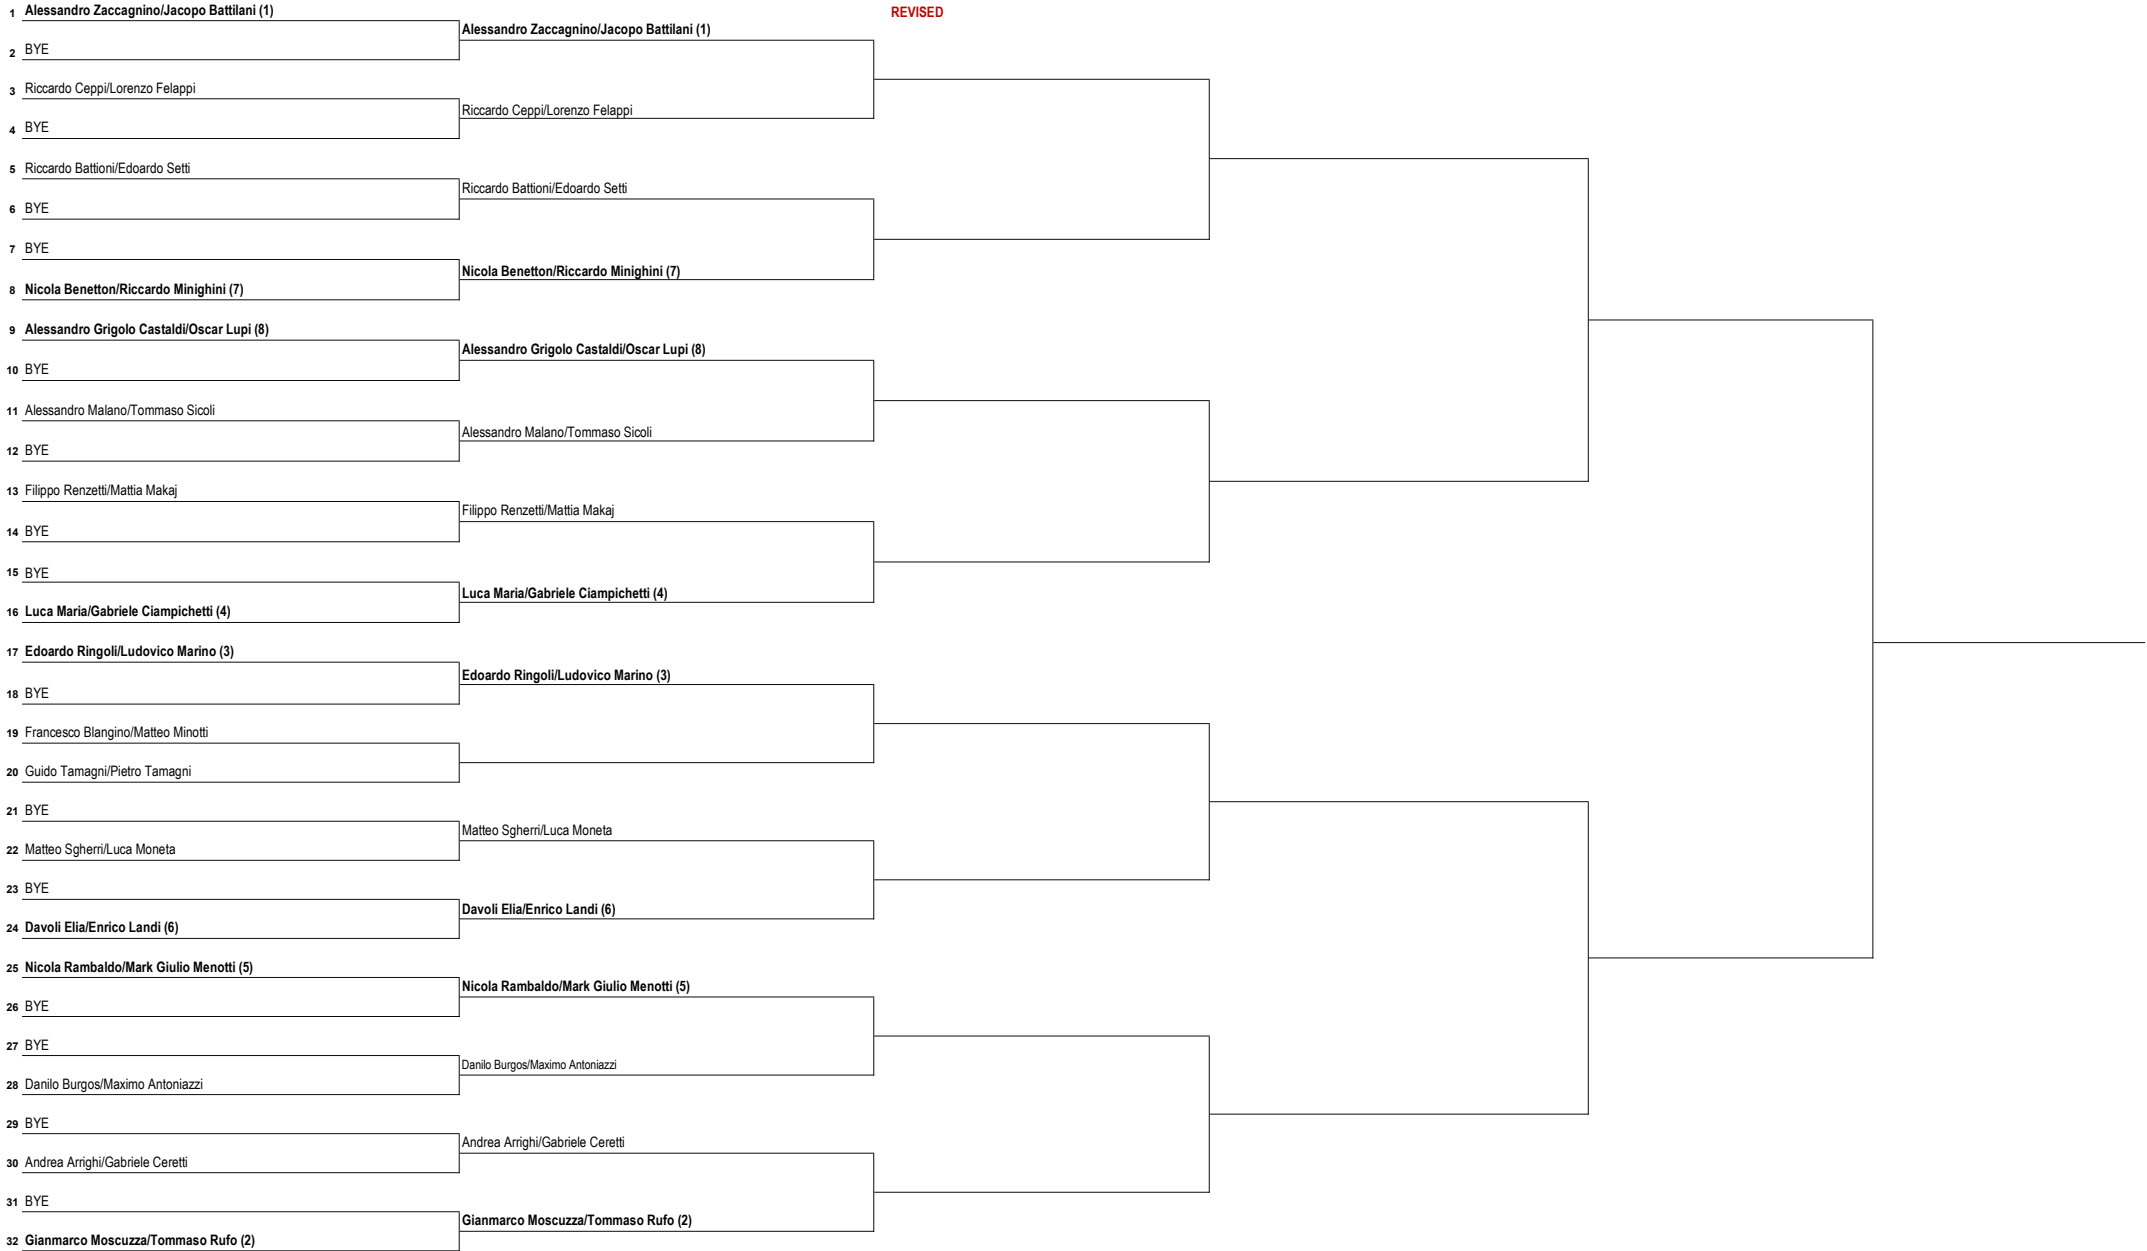 1 Alessandro Zaccagnino/Jacopo Battilani (1)
REVISED
Alessandro Zaccagnino/Jacopo Battilani (1)
2 BYE
3 Riccardo Ceppi/Lorenzo Felappi
Riccardo Ceppi/Lorenzo Felappi
4 BYE
5 Riccardo Battioni/Edoardo Setti
Riccardo Battioni/Edoardo Setti
6 BYE
7 BYE
Nicola Benetton/Riccardo Minighini (7)
8 Nicola Benetton/Riccardo Minighini (7)
9 Alessandro Grigolo Castaldi/Oscar Lupi (8)
Alessandro Grigolo Castaldi/Oscar Lupi (8)
10 BYE
11 Alessandro Malano/Tommaso Sicoli
Alessandro Malano/Tommaso Sicoli
12 BYE
13 Filippo Renzetti/Mattia Makaj
Filippo Renzetti/Mattia Makaj
14 BYE
15 BYE
Luca Maria/Gabriele Ciampichetti (4)
16 Luca Maria/Gabriele Ciampichetti (4)
17 Edoardo Ringoli/Ludovico Marino (3)
Edoardo Ringoli/Ludovico Marino (3)
18 BYE
19 Francesco Blangino/Matteo Minotti
20 Guido Tamagni/Pietro Tamagni
21 BYE
Matteo Sgherri/Luca Moneta
22 Matteo Sgherri/Luca Moneta
23 BYE
Davoli Elia/Enrico Landi (6)
24 Davoli Elia/Enrico Landi (6)
25 Nicola Rambaldo/Mark Giulio Menotti (5)
Nicola Rambaldo/Mark Giulio Menotti (5)
26 BYE
27 BYE
Danilo Burgos/Maximo Antoniazzi
28 Danilo Burgos/Maximo Antoniazzi
29 BYE
Andrea Arrighi/Gabriele Ceretti
30 Andrea Arrighi/Gabriele Ceretti
31 BYE
Gianmarco Moscuzza/Tommaso Rufo (2)
32 Gianmarco Moscuzza/Tommaso Rufo (2)